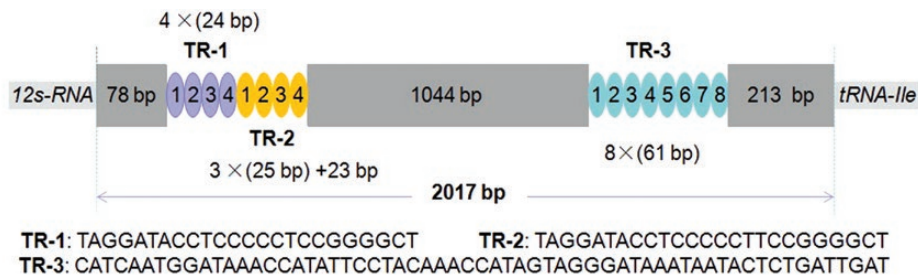 4 ×(24 bp)
TR-1
TR-3
12s-RNA 78 bp 1 2 3 4 1 2 3 4 1044 bp 1 2 3 4 5 6 7 8 213 bp tRNA-Ile
TR-2
3 ×(25 bp) +23 bp
8×(61 bp)
2017 bp
TR-1: TAGGATACCTCCCCCTCCGGGGCT
TR-2: TAGGATACCTCCCCCTTCCGGGGCT
TR-3: CATCAATGGATAAACCATATTCCTACAAACCATAGTAGGGATAAATAATACTCTGATTGAT